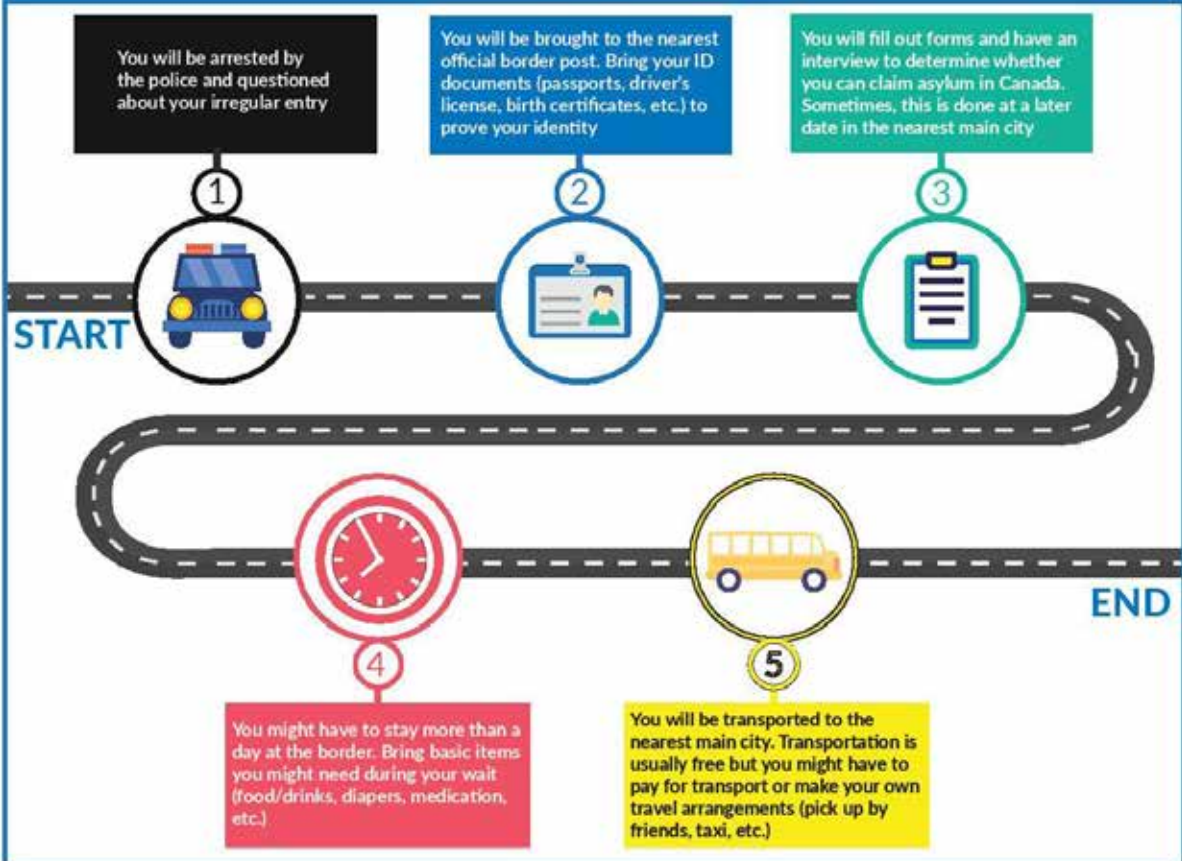 You will be arrested by
the police and questioned
about your irregular entry
You will be brought to the nearest
official border post. Bring your ID
documents (passports, driver's
license, birth certificates, etc.) to
prove your identity
You will fill out forms and have an
interview to determine whether
you can claim asylum in Canada.
Sometimes, this is done at a later
date in the nearest main city
1
2
3
START
END
4
5
You might have to stay more than a
day at the border. Bring basic items
you might need during your wait
(food/drinks, diapers, medication,
etc.)
You will be transported to the
nearest main city. Transportation is
usually free but you might have to
pay for transport or make your own
travel arrangements (pick up by
friends, taxi, etc.)